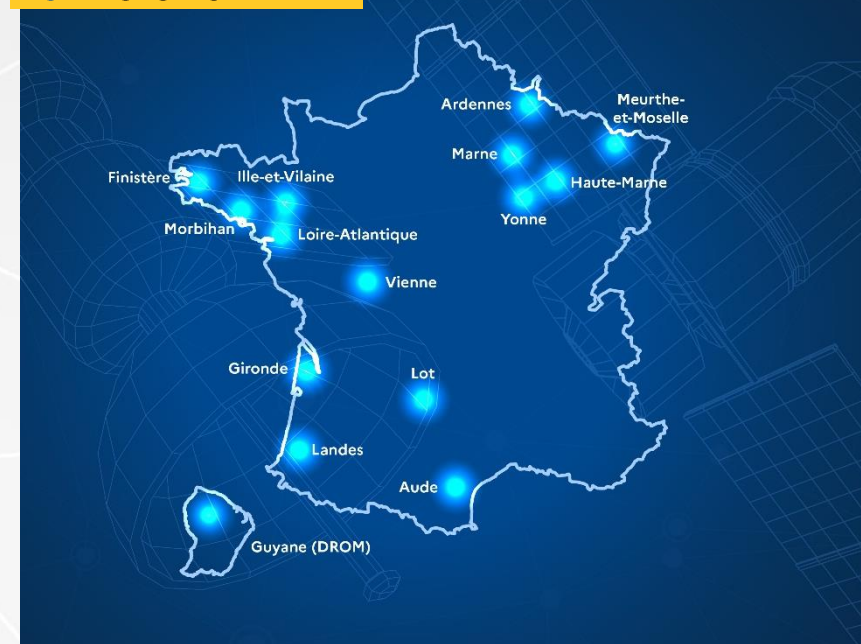 Ardennes
Meurthe-
et-Moselle
Marne
Haute-Marne
Yonne
Finistère
Ille-et-Vilaine
Morbihan
Loire-Atlantique
Vienne
Gironde
Lot
Landes
Aude
Guyane (DROM)